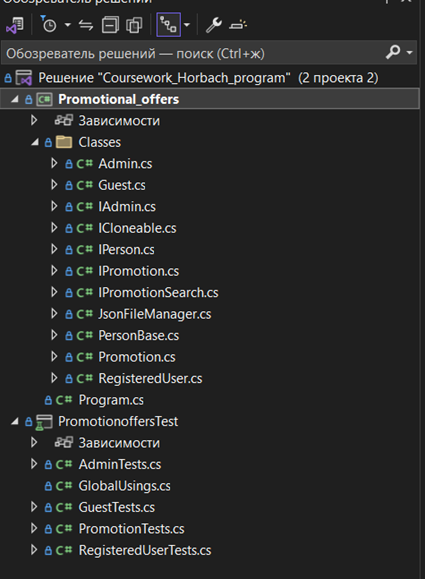 Обозреватель решений — поиск (Ctrl+ж)
Решение "Coursework_Horbach_program" (2 проекта 2)
Promotional_offers
Зависимости
Classes
C# Admin.cs
C# Guest.cs
C# IAdmin.cs
C# ICloneable.cs
C# IPerson.cs
C# IPromotion.cs
C# IPromotionSearch.cs
C# JsonFileManager.cs
C# PersonBase.cs
C# Promotion.cs
C# RegisteredUser.cs
C# Program.cs
PromotionoffersTest
Зависимости
C# AdminTests.cs
C# GlobalUsings.cs
C# GuestTests.cs
C# PromotionTests.cs
C# RegisteredUserTests.cs